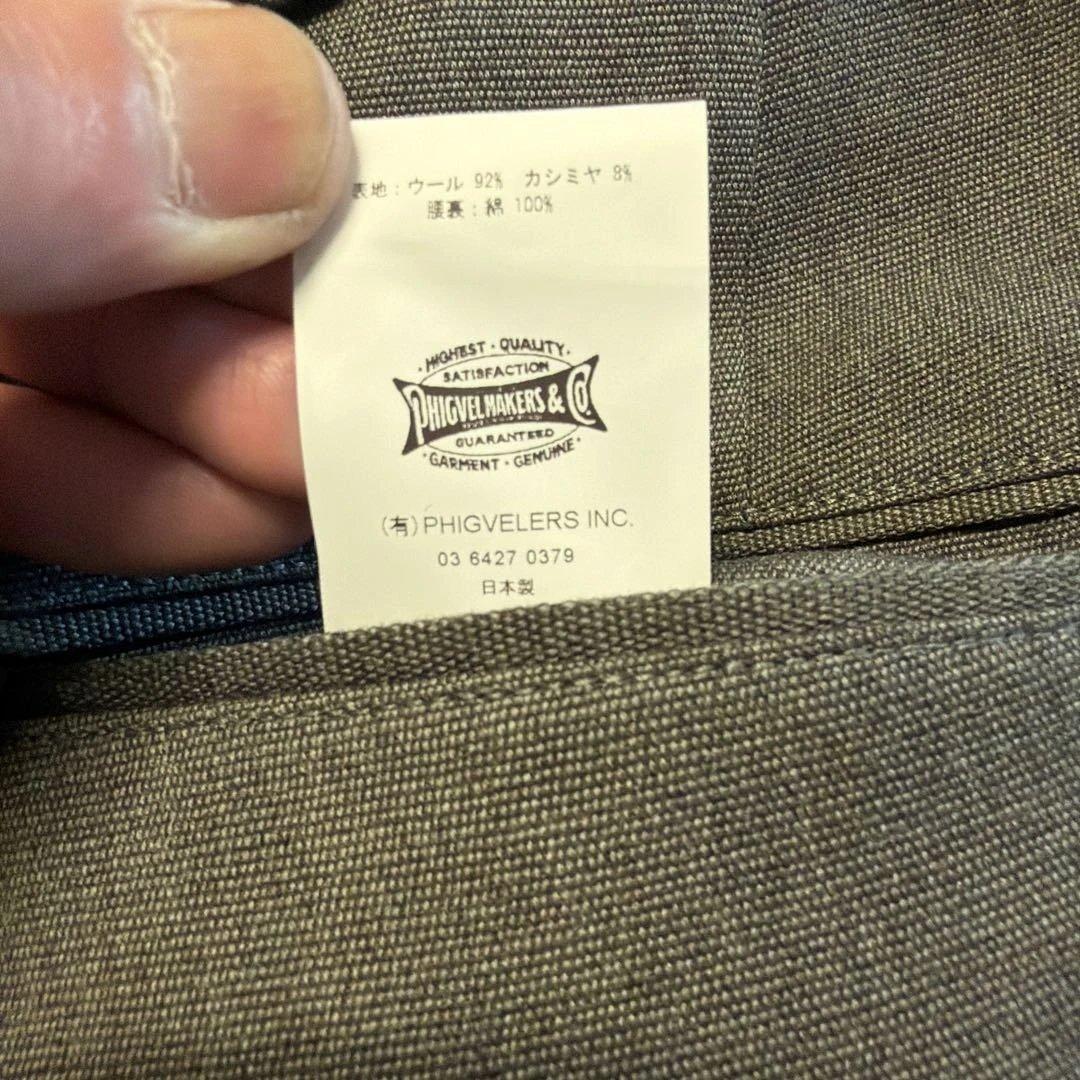 表地：ウール 92% カシミヤ 8%
腰裏：綿 100%
·HIGHEST·QUALITY·
SATISFACTION
PHIGVEL MAKERS & Co.
GUARANTEED
·GARMENT·GENUINE·
(有)PHIGVELERS INC.
03 6427 0379
日本製